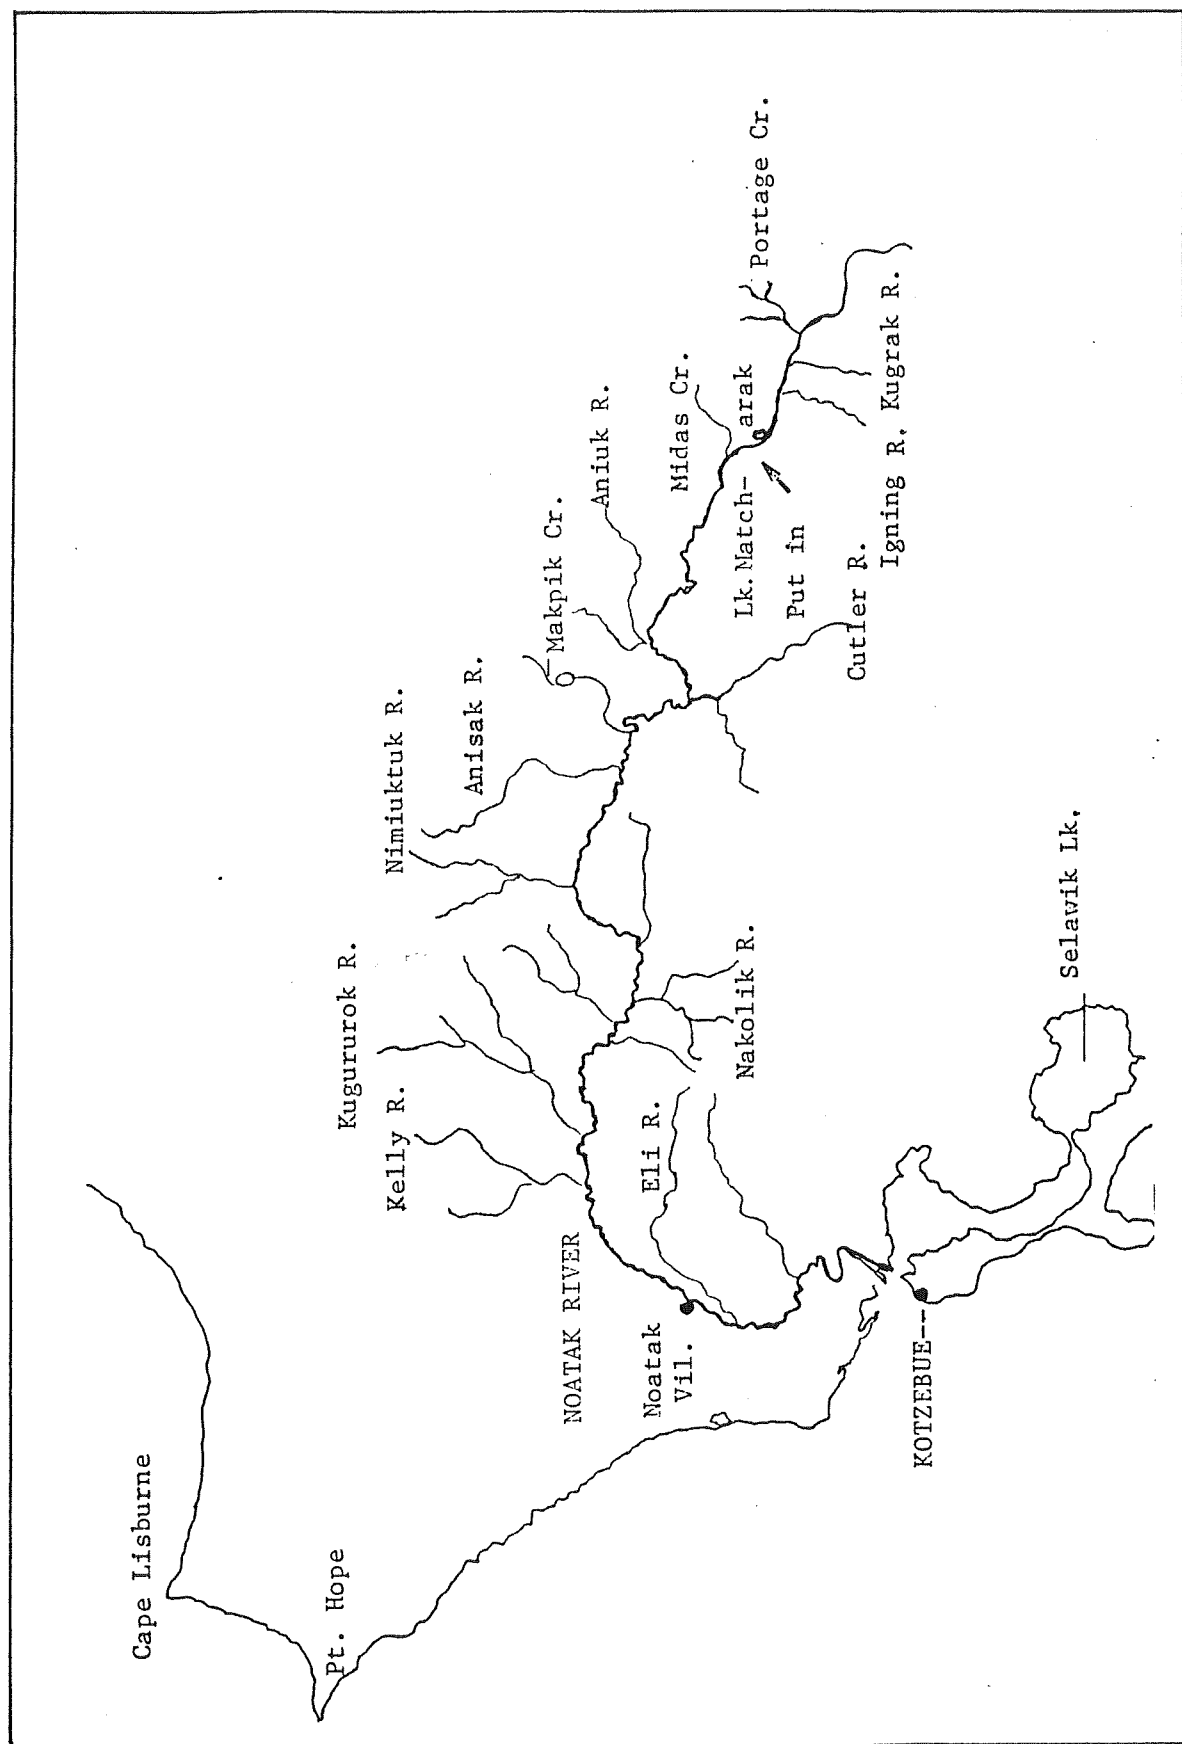 Cape Lisburne
Pt. Hope
Kugururok R.
Kelly R.
Nimiuktuk R.
Anisak R.
Makpik Cr.
Aniuk R.
Midas Cr.
Portage Cr.
NOATAK RIVER
Noatak
Vil.
Eli R.
Nakolik R.
Lk. Match-
arak
Put in
Cutler R.
Igning R.
Kugrak R.
KOTZEBUE--
Selawik Lk.